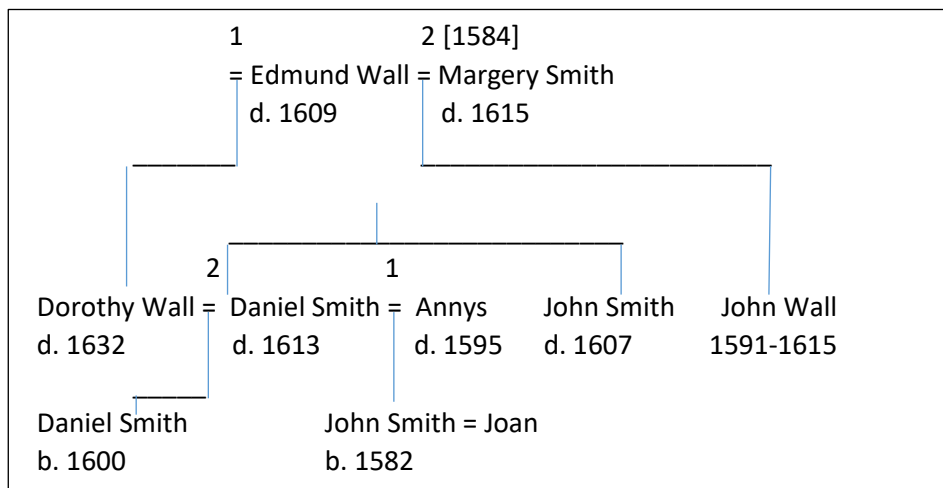 1 2 [1584]
= Edmund Wall = Margery Smith
d. 1609 d. 1615
2 1
Dorothy Wall = Daniel Smith = Annys John Smith John Wall
d. 1632 d. 1613 d. 1595 d. 1607 1591-1615
Daniel Smith John Smith = Joan
b. 1600 b. 1582